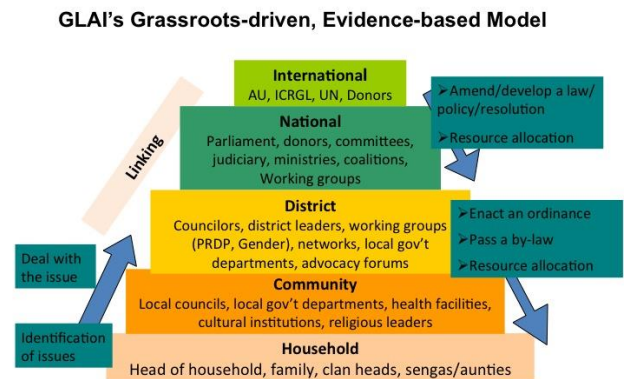 GLAI's Grassroots-driven, Evidence-based Model
International
AU, ICRGL, UN, Donors
National
Parliament, donors, committees,
judiciary, ministries, coalitions,
Working groups
District
Councilors, district leaders, working groups
(PRDP, Gender), networks, local gov't
departments, advocacy forums
Community
Local councils, local gov't departments, health facilities,
cultural institutions, religious leaders
Household
Head of household, family, clan heads, sengas/aunties
Linking
Deal with
the issue
Identification
of issues
➢Amend/develop a law/
policy/resolution
➢Resource allocation
➢Enact an ordinance
➢Pass a by-law
➢Resource allocation